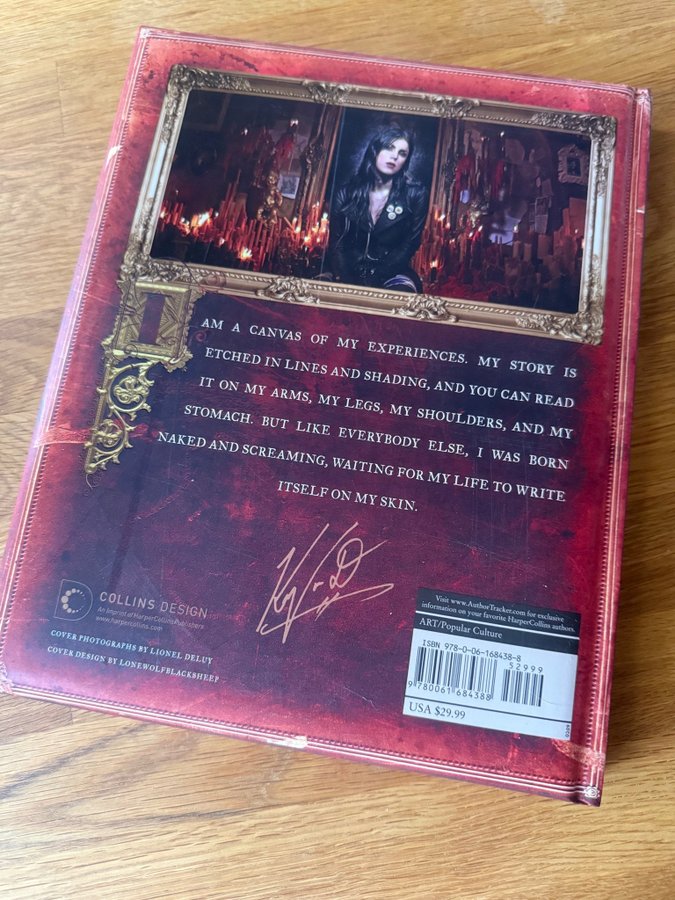 I AM A CANVAS OF MY EXPERIENCES. MY STORY IS
ETCHED IN LINES AND SHADING, AND YOU CAN READ
IT ON MY ARMS, MY LEGS, MY SHOULDERS, AND MY
STOMACH. BUT LIKE EVERYBODY ELSE, I WAS BORN
NAKED AND SCREAMING, WAITING FOR MY LIFE TO WRITE
ITSELF ON MY SKIN.
COLLINS DESIGN
An Imprint of HarperCollinsPublishers
www.harpercollins.com
COVER PHOTOGRAPHS BY LIONEL DELUY
COVER DESIGN BY LONEWOLFBLACKSHEEP
Visit www.AuthorTracker.com for exclusive
information on your favorite HarperCollins authors.
ART/Popular Culture
ISBN 978-0-06-168438-8
52999
9 780061 684388
USA $29.99